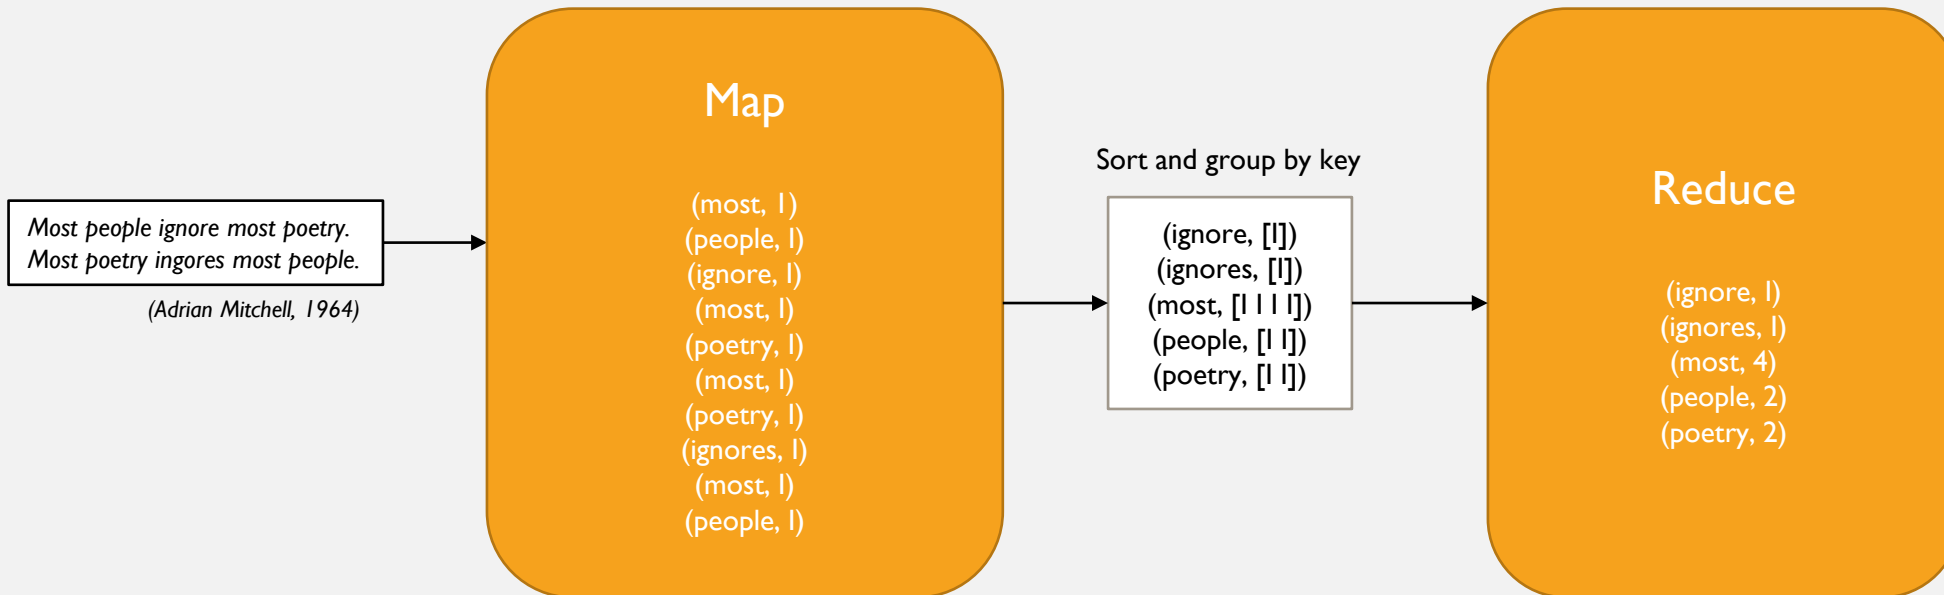 Most people ignore most poetry.
Most poetry ingores most people.
(Adrian Mitchell, 1964)
Map
(most, 1)
(people, 1)
(ignore, 1)
(most, 1)
(poetry, 1)
(most, 1)
(poetry, 1)
(ignores, 1)
(most, 1)
(people, 1)
Sort and group by key
(ignore, [1])
(ignores, [1])
(most, [1 1 1 1])
(people, [1 1])
(poetry, [1 1])
Reduce
(ignore, 1)
(ignores, 1)
(most, 4)
(people, 2)
(poetry, 2)